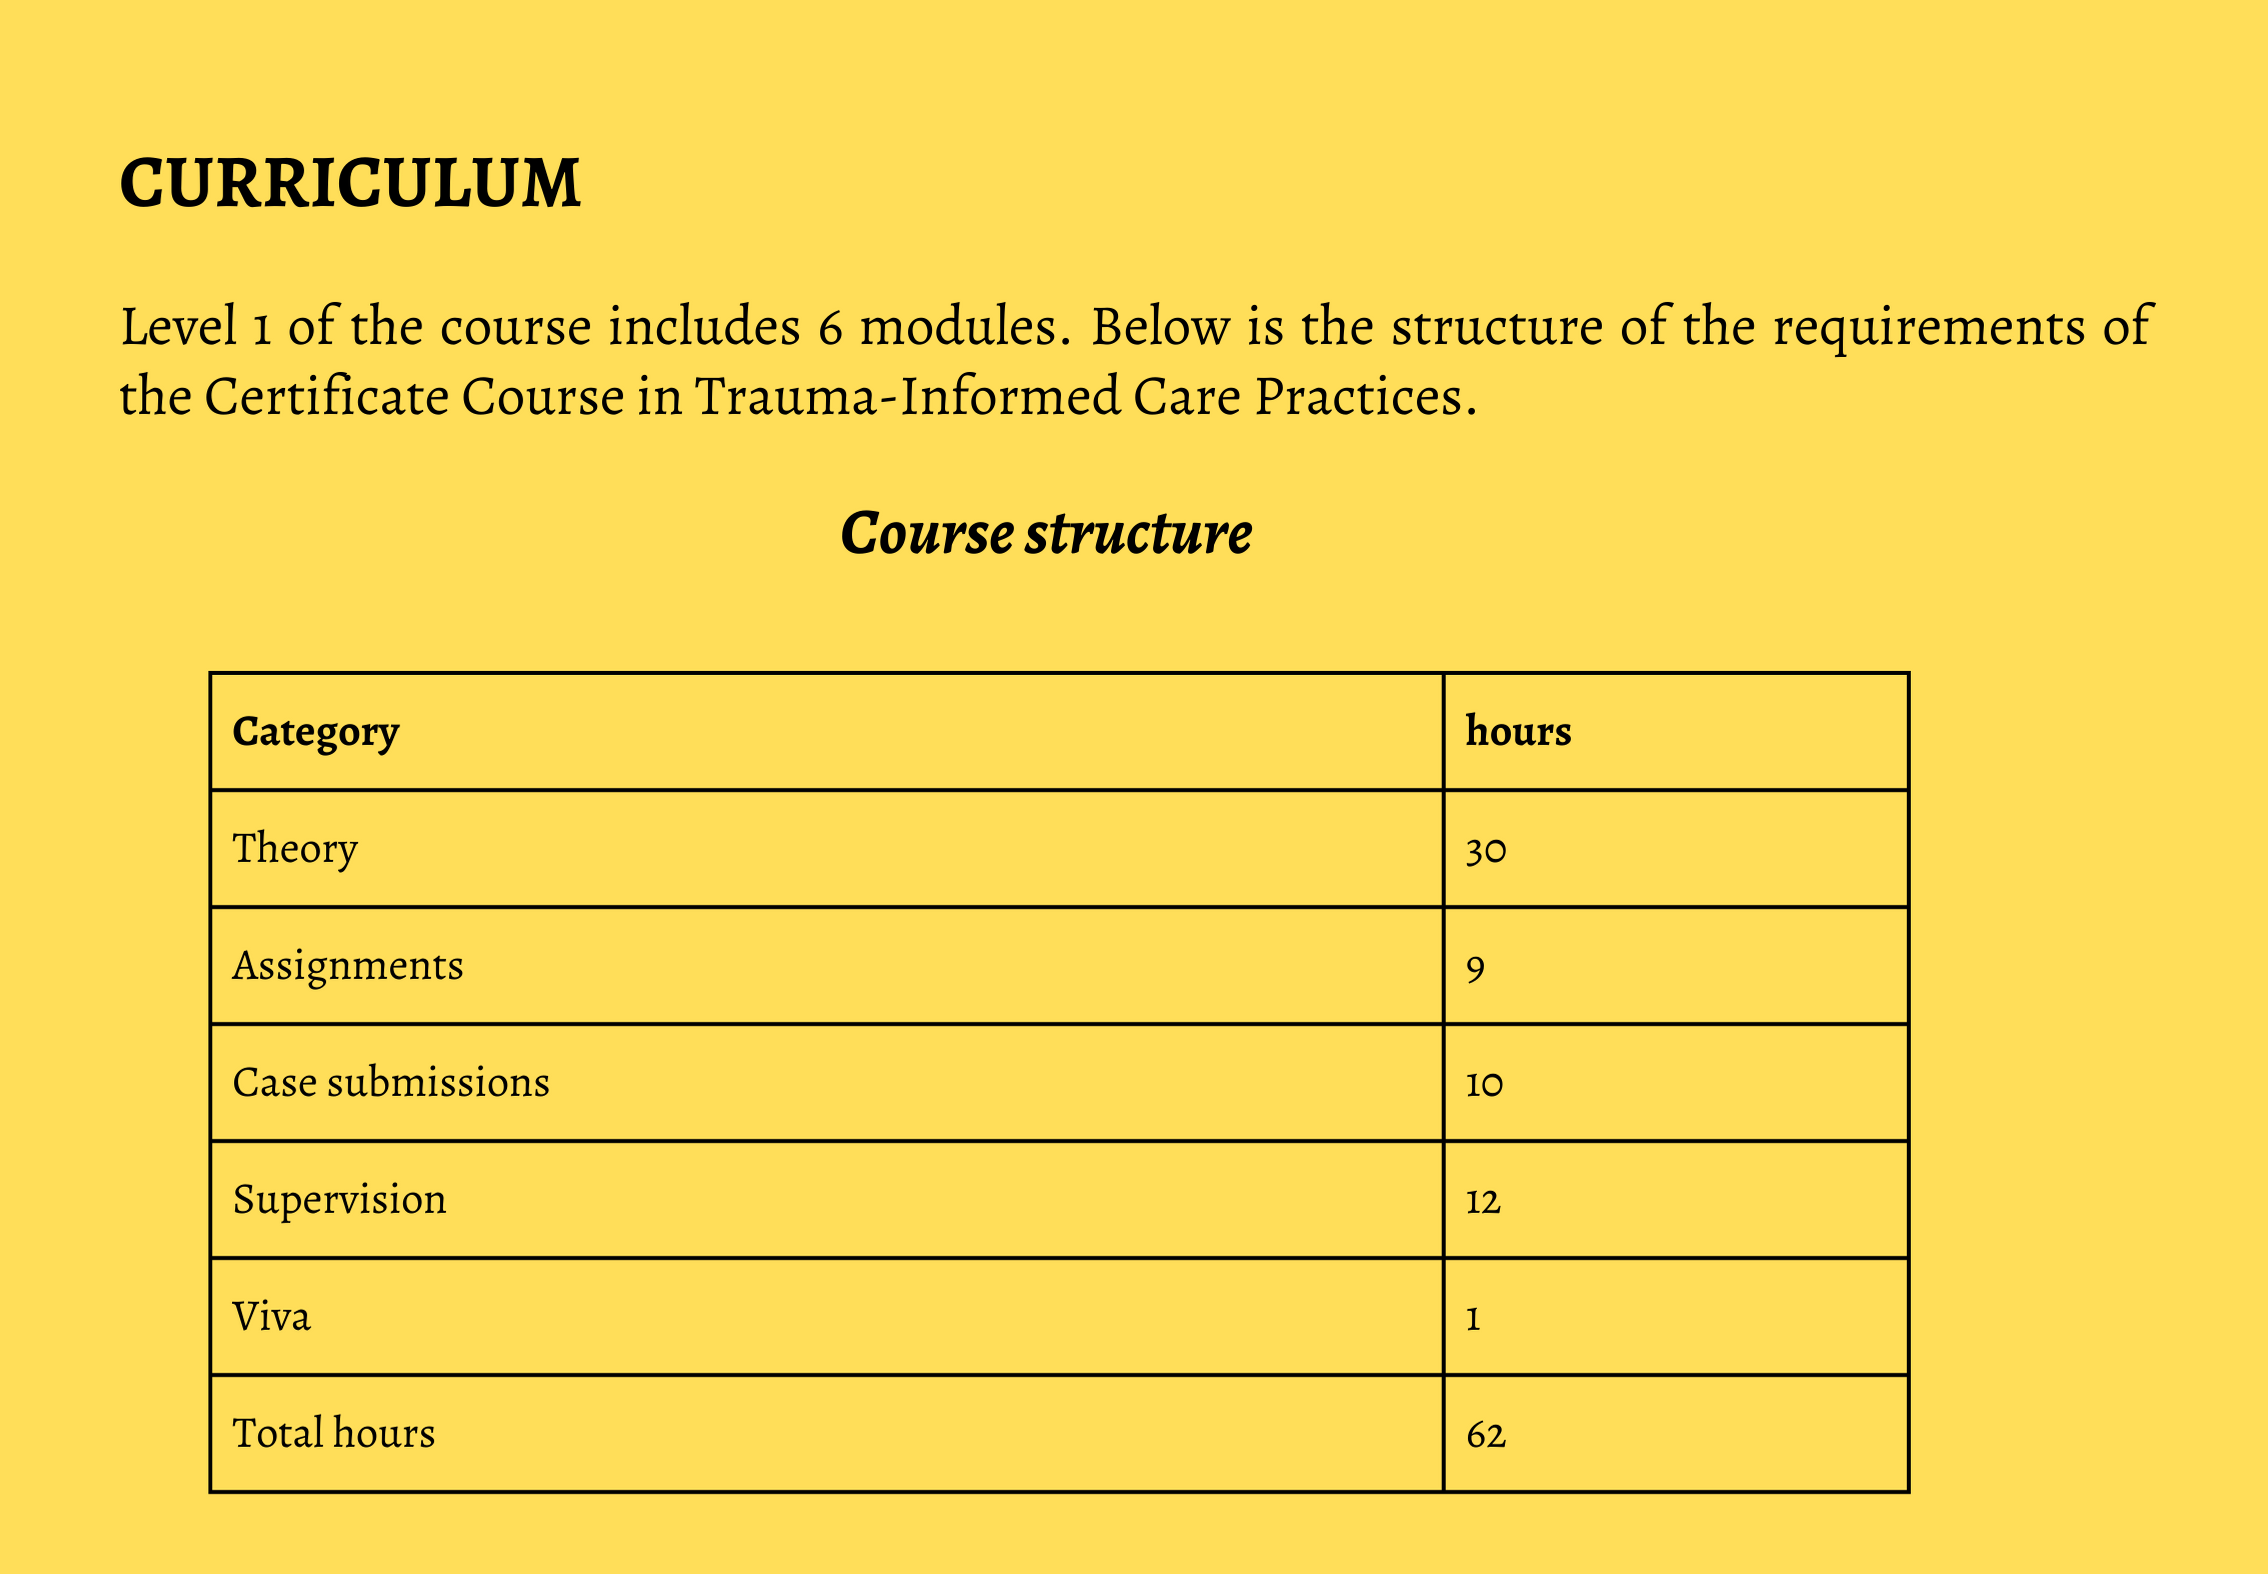 CURRICULUM
Level 1 of the course includes 6 modules. Below is the structure of the requirements of
the Certificate Course in Trauma-Informed Care Practices.
Course structure
Category hours
Theory 30
Assignments 9
Case submissions 10
Supervision 12
Viva 1
Total hours 62